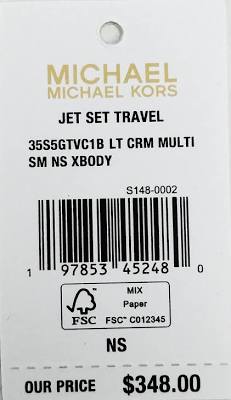 MICHAEL
MICHAEL KORS
JET SET TRAVEL
35S5GTVC1B LT CRM MULTI
SM NS XBODY
S148-0002
1 97853 45248 0
MIX
Paper
FSC™ C012345
FSC
NS
OUR PRICE $348.00